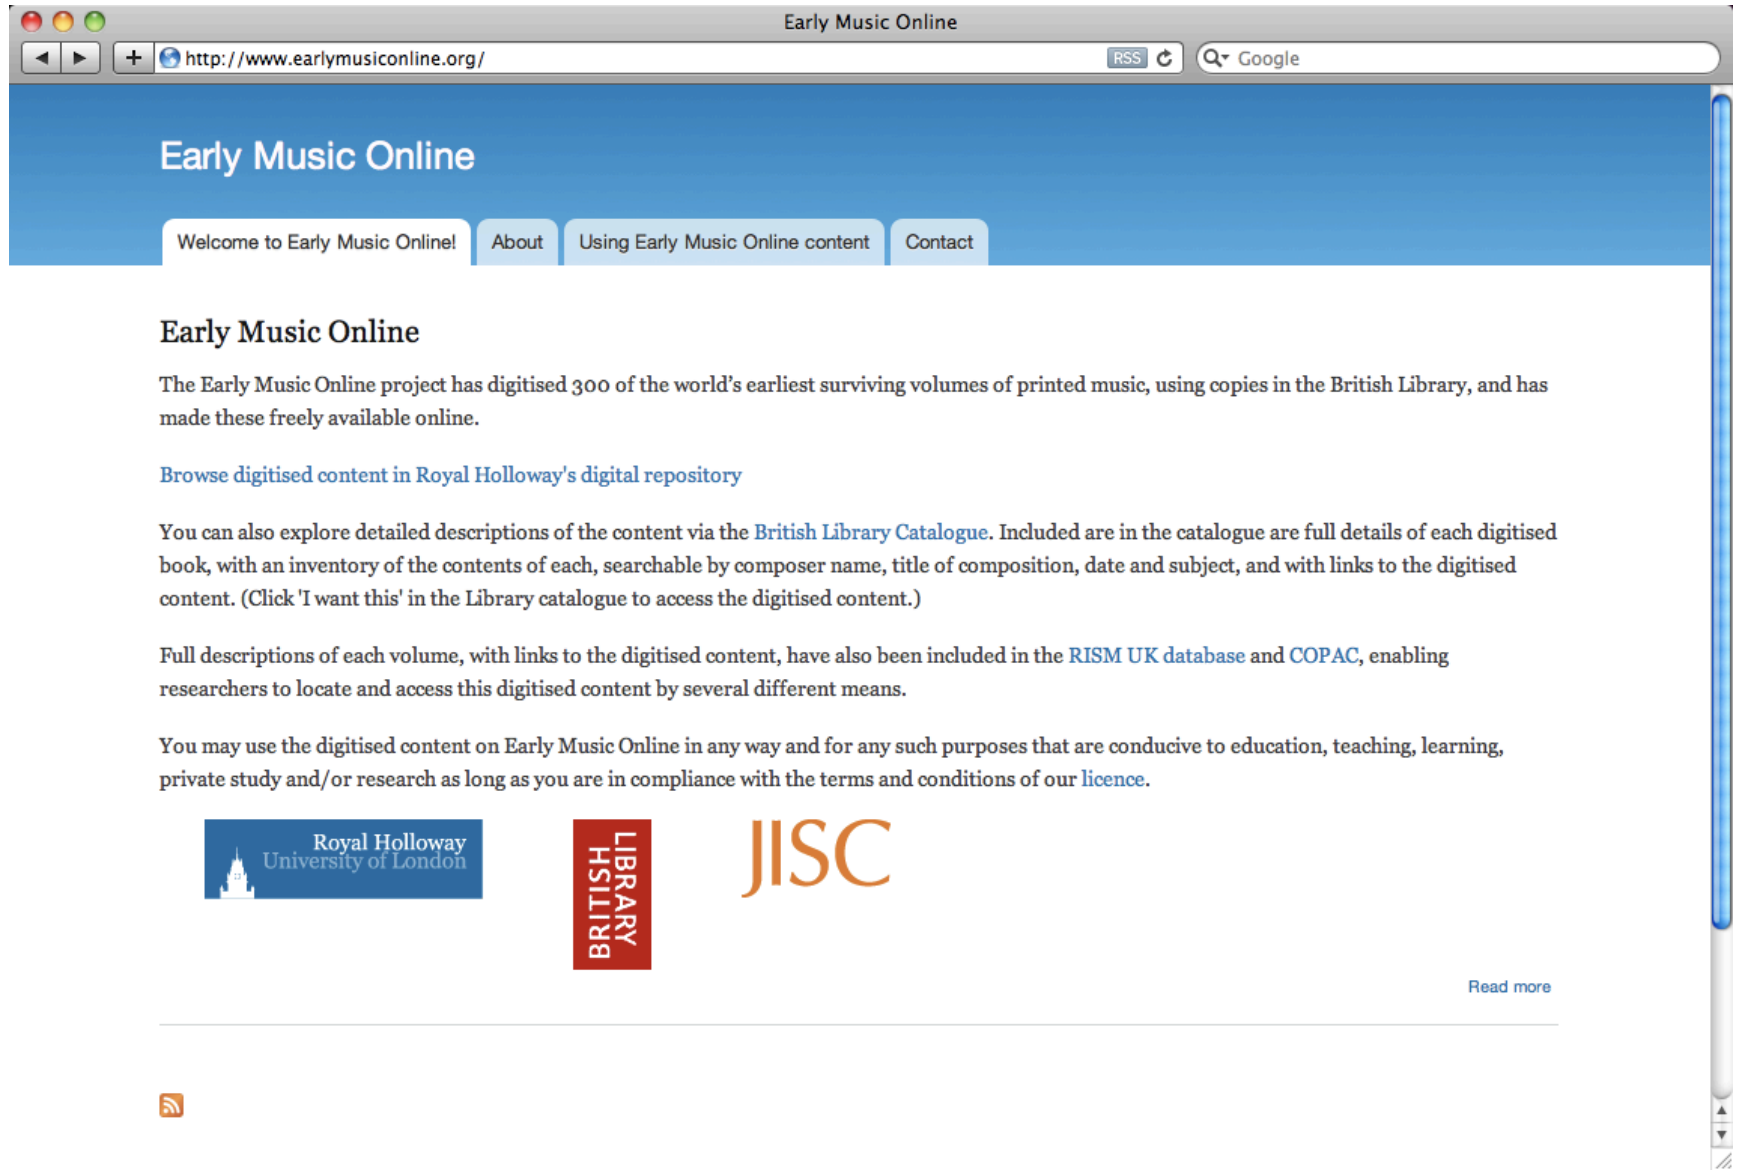 Early Music Online
http://www.earlymusiconline.org/
RSS
Google
Early Music Online
Welcome to Early Music Online!
About
Using Early Music Online content
Contact
Early Music Online
The Early Music Online project has digitised 300 of the world’s earliest surviving volumes of printed music, using copies in the British Library, and has
made these freely available online.
Browse digitised content in Royal Holloway's digital repository
You can also explore detailed descriptions of the content via the British Library Catalogue. Included are in the catalogue are full details of each digitised
book, with an inventory of the contents of each, searchable by composer name, title of composition, date and subject, and with links to the digitised
content. (Click 'I want this' in the Library catalogue to access the digitised content.)
Full descriptions of each volume, with links to the digitised content, have also been included in the RISM UK database and COPAC, enabling
researchers to locate and access this digitised content by several different means.
You may use the digitised content on Early Music Online in any way and for any such purposes that are conducive to education, teaching, learning,
private study and/or research as long as you are in compliance with the terms and conditions of our licence.
Royal Holloway
University of London
BRITISH
LIBRARY
JISC
Read more